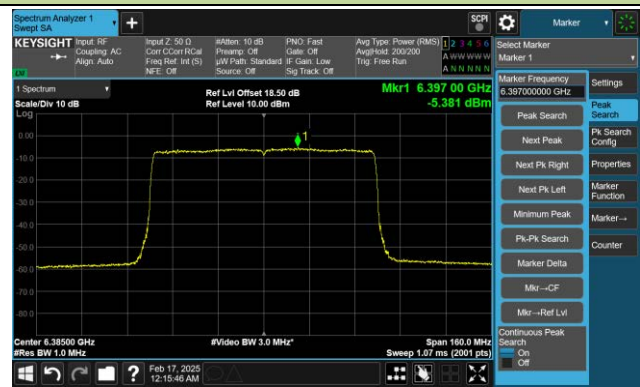 Spectrum Analyzer 1
Swept SA
+
SCPI
Marker
KEYSIGHT
Input: RF
Coupling: AC
Align: Auto
Input Z: 50 Ω
Corr CCorr RCal
Freq Ref: Int (S)
NFE: Off
#Atten: 10 dB
Preamp: Off
µW Path: Standard
Source: Off
PNO: Fast
Gate: Off
IF Gain: Low
Sig Track: Off
Avg Type: Power (RMS)
Avg|Hold: 200/200
Trig: Free Run
1 2 3 4 5 6
A W W W W W
A N N N N N
Select Marker
Marker 1
1 Spectrum
Scale/Div 10 dB
Log
Ref Lvl Offset 18.50 dB
Ref Level 10.00 dBm
Mkr1 6.397 00 GHz
-5.381 dBm
0.00
-10.0
-20.0
-30.0
-40.0
-50.0
-60.0
-70.0
-80.0
1
Center 6.38500 GHz
#Res BW 1.0 MHz
#Video BW 3.0 MHz*
Span 160.0 MHz
Sweep 1.07 ms (2001 pts)
Marker Frequency
6.397000000 GHz
Peak Search
Next Peak
Next Pk Right
Next Pk Left
Minimum Peak
Pk-Pk Search
Marker Delta
Mkr→CF
Mkr→Ref Lvl
Continuous Peak
Search
On
Off
Settings
Peak
Search
Pk Search
Config
Properties
Marker
Function
Marker→
Counter
?
Feb 17, 2025
12:15:46 AM